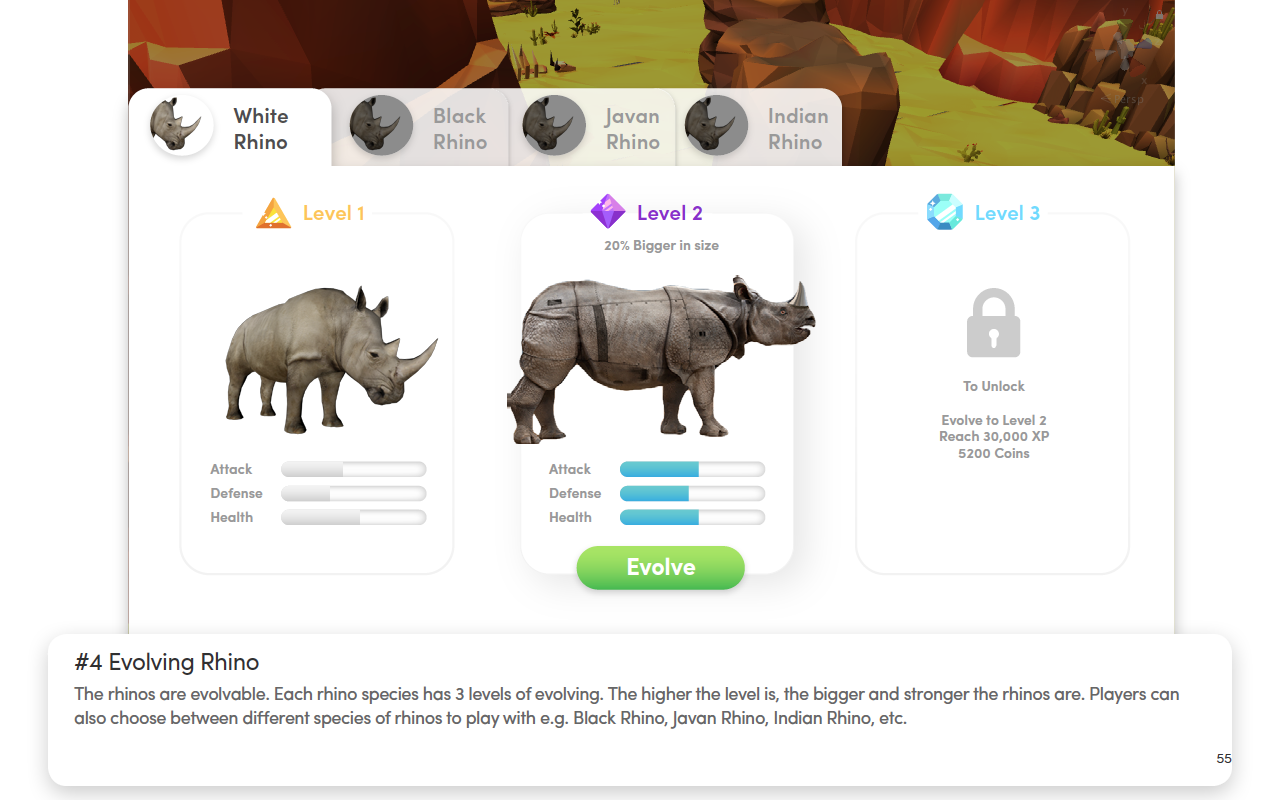 Persp
White
Rhino
Black
Rhino
Javan
Rhino
Indian
Rhino
Level 1
Attack
Defense
Health
Level 2
20% Bigger in size
Attack
Defense
Health
Evolve
Level 3
To Unlock
Evolve to Level 2
Reach 30,000 XP
5200 Coins
#4 Evolving Rhino
The rhinos are evolvable. Each rhino species has 3 levels of evolving. The higher the level is, the bigger and stronger the rhinos are. Players can
also choose between different species of rhinos to play with e.g. Black Rhino, Javan Rhino, Indian Rhino, etc.
55